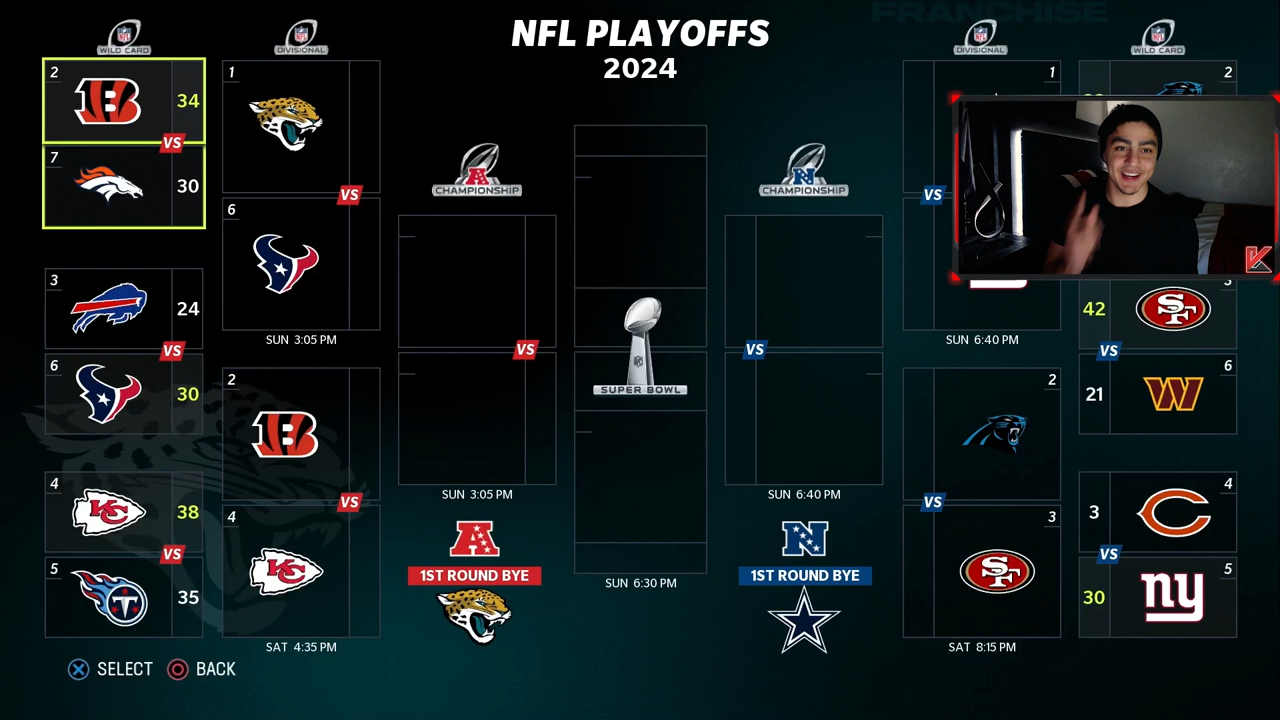 FRANCHISE
NFL PLAYOFFS
2024
WILD CARD
DIVISIONAL
DIVISIONAL
WILD CARD
2 34
VS
7 30
3 24
VS
6 30
4 38
VS
5 35
1
VS
6
SUN 3:05 PM
2
VS
4
SAT 4:35 PM
CHAMPIONSHIP
VS
SUN 3:05 PM
A
1ST ROUND BYE
SUPER BOWL
SUN 6:30 PM
CHAMPIONSHIP
VS
SUN 6:40 PM
N
1ST ROUND BYE
1
VS
SUN 6:40 PM
2
VS
3
SAT 8:15 PM
2
42
VS
21 6
3 4
VS
30 ny 5
SELECT BACK